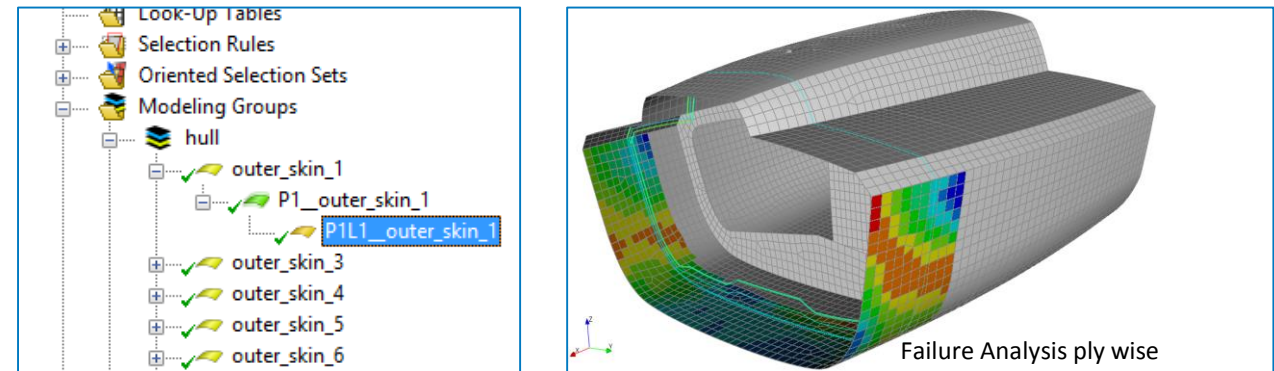 Look-Up Tables
Selection Rules
Oriented Selection Sets
Modeling Groups
hull
outer_skin_1
P1__outer_skin_1
P1L1__outer_skin_1
outer_skin_3
outer_skin_4
outer_skin_5
outer_skin_6
Z
X
Y
Failure Analysis ply wise